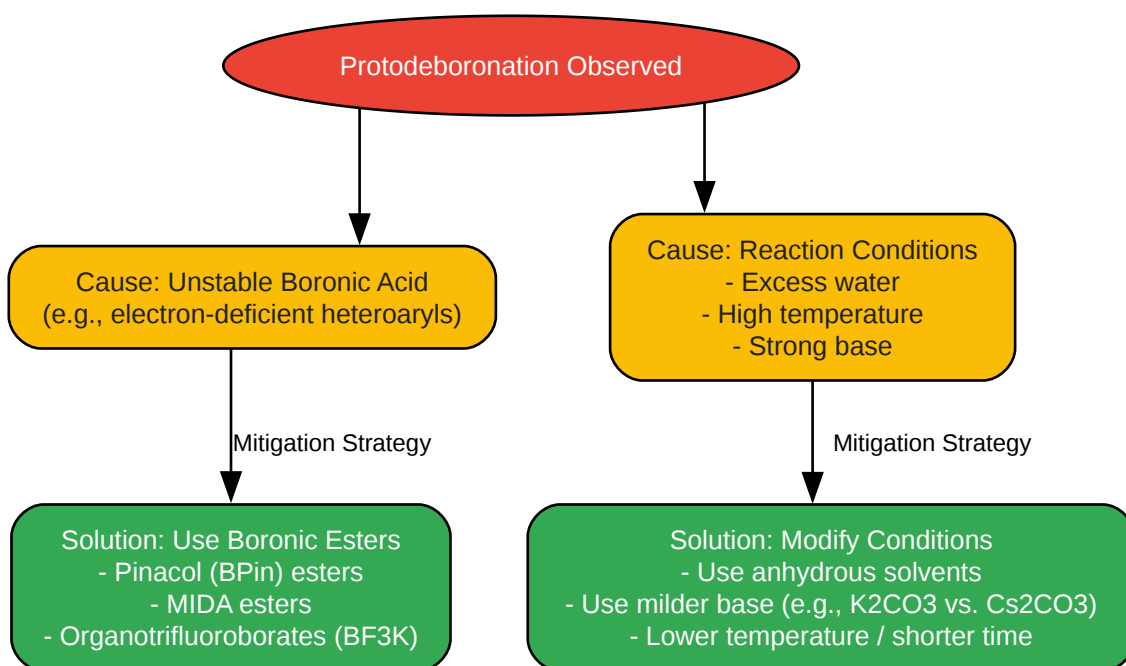 Protodeboronation Observed
Cause: Unstable Boronic Acid
(e.g., electron-deficient heteroaryls)
Cause: Reaction Conditions
- Excess water
- High temperature
- Strong base
Mitigation Strategy
Mitigation Strategy
Solution: Use Boronic Esters
- Pinacol (BPin) esters
- MIDA esters
- Organotrifluoroborates (BF3K)
Solution: Modify Conditions
- Use anhydrous solvents
- Use milder base (e.g., K2CO3 vs. Cs2CO3)
- Lower temperature / shorter time